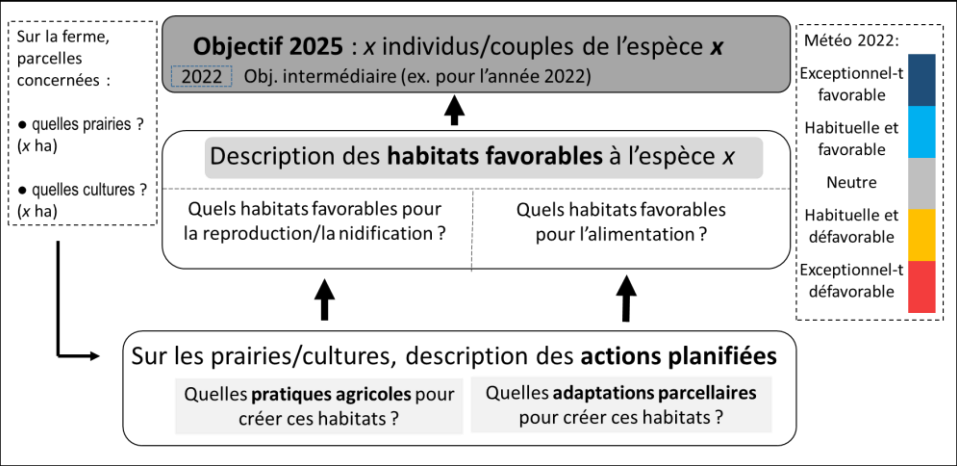 Sur la ferme,
parcelles
concernées :
● quelles prairies ?
(x ha)
● quelles cultures ?
(x ha)
Objectif 2025 : x individus/couples de l'espèce x
2022 Obj. intermédiaire (ex. pour l'année 2022)
Description des habitats favorables à l'espèce x
Quels habitats favorables pour
la reproduction/la nidification ?
Quels habitats favorables
pour l'alimentation ?
Sur les prairies/cultures, description des actions planifiées
Quelles pratiques agricoles pour
créer ces habitats ?
Quelles adaptations parcellaires
pour créer ces habitats ?
Météo 2022:
Exceptionnel-t
favorable
Habituelle et
favorable
Neutre
Habituelle et
défavorable
Exceptionnel-t
défavorable